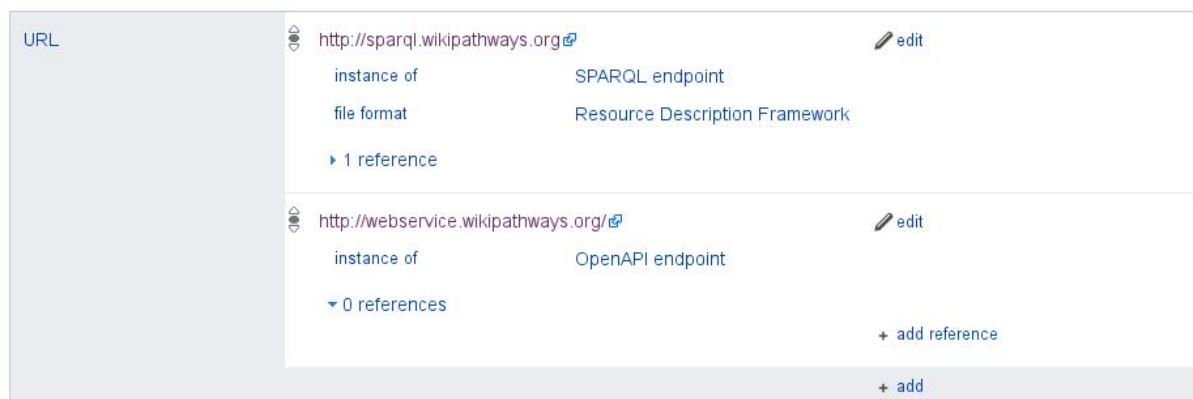 URL
http://sparql.wikipathways.org
edit
instance of SPARQL endpoint
file format Resource Description Framework
1 reference
http://webservice.wikipathways.org/
edit
instance of OpenAPI endpoint
0 references
+ add reference
+ add